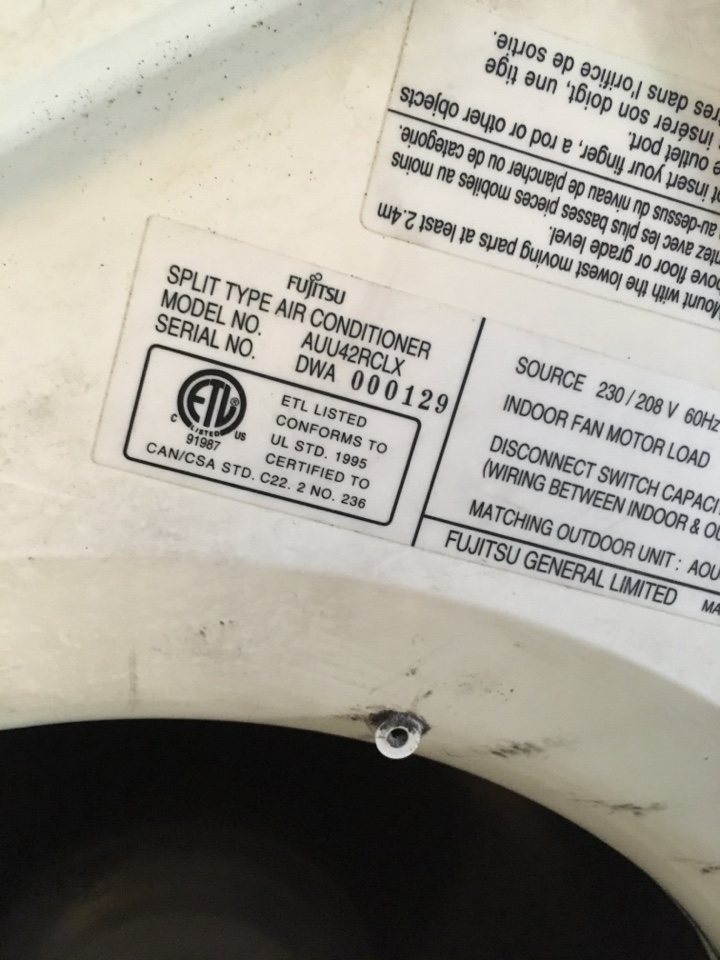 FUJITSU
SPLIT TYPE AIR CONDITIONER
MODEL NO. AUU42RCLX
SERIAL NO. DWA 000129
ETL
LISTED
C US
91987
ETL LISTED
CONFORMS TO
UL STD. 1995
CERTIFIED TO
CAN/CSA STD. C22. 2 NO. 236
SOURCE 230 / 208 V 60Hz
INDOOR FAN MOTOR LOAD
DISCONNECT SWITCH CAPACI
(WIRING BETWEEN INDOOR & OU
MATCHING OUTDOOR UNIT : AOU
FUJITSU GENERAL LIMITED MA
Mount with the lowest moving parts at least 2.4m
above floor or grade level.
ntez avec les plus basses pièces mobiles au moins
au-dessus du niveau de plancher ou de categorie.
t insert your finger, a rod or other objects
e outlet port.
insérer son doigt, une tige
res dans l'orifice de sortie.